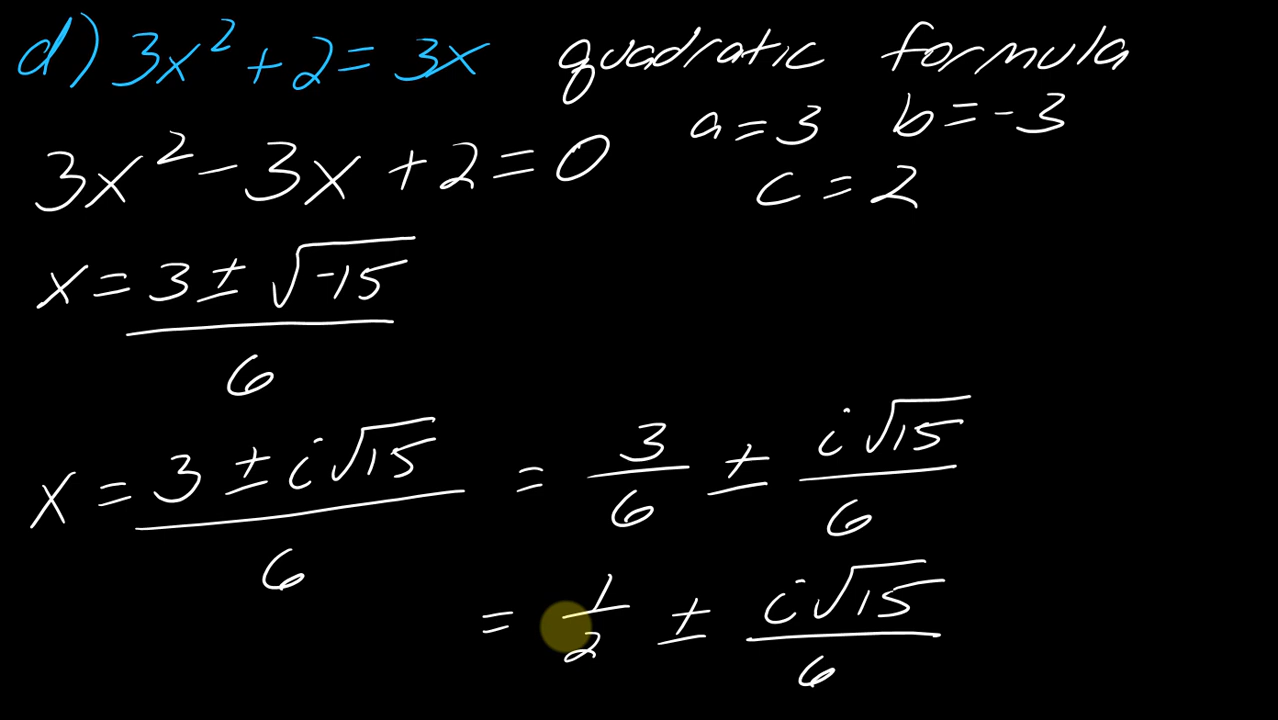 d) 3x² + 2 = 3x quadratic formula
a = 3 b = -3
3x² - 3x + 2 = 0 c = 2
x = (3 ± √-15)/6
x = (3 ± i√15)/6 = 3/6 ± i√15/6
= 1/2 ± i√15/6